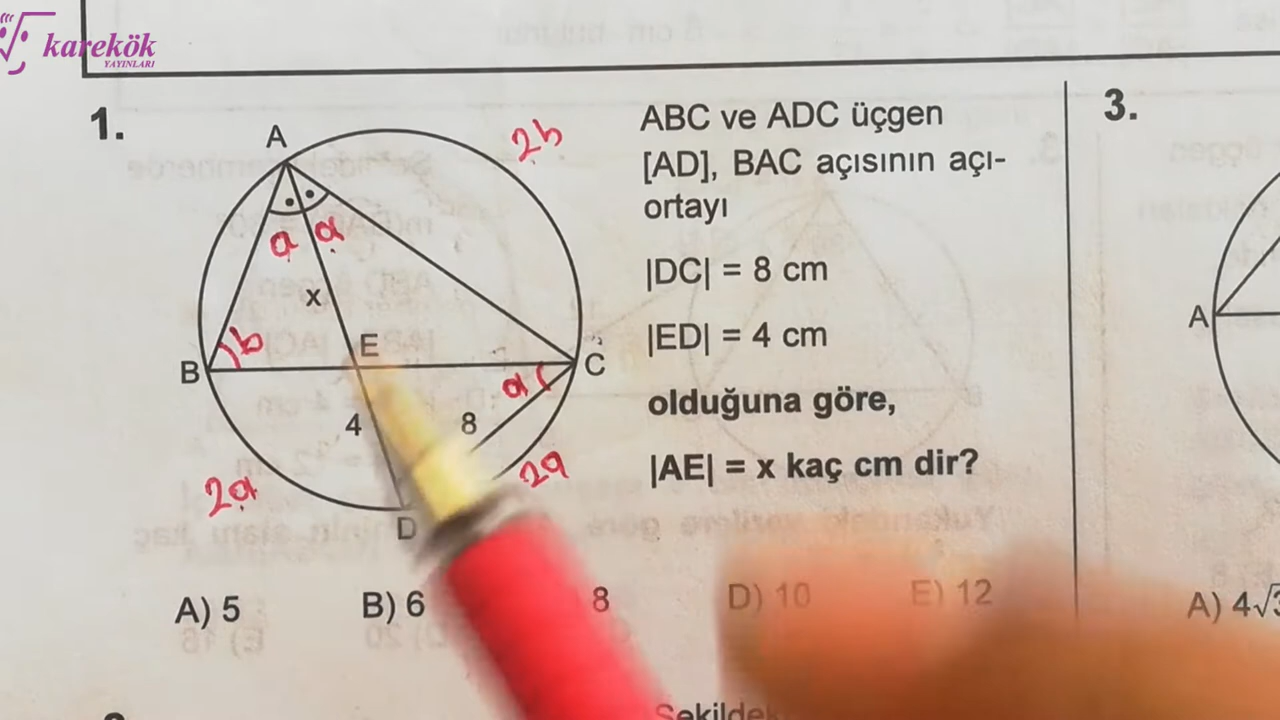 karekök
YAYINLARI
1.
3.
A
2b
a a
x
b
B
E
C
a
4
8
2a
2a
D
ABC ve ADC üçgen
[AD], BAC açısının açı-
ortayı
|DC| = 8 cm
|ED| = 4 cm
olduğuna göre,
|AE| = x kaç cm dir?
A) 5
B) 6
8
D) 10
E) 12
A
A) 4√3
Şekildek